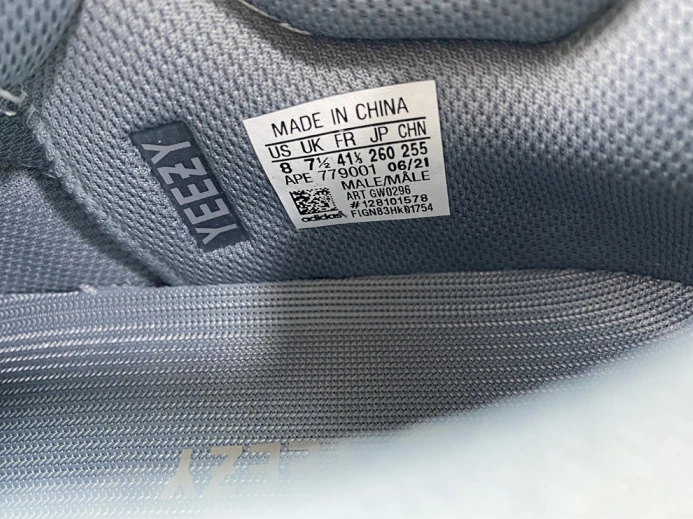 MADE IN CHINA
US UK FR JP CHN
8 7½ 41⅓ 260 255
APE 779001 06/21
MALE/MÂLE
ART GW0296
#128101578
adidas FIGN83HKB1754
YEEZY
YEEZY